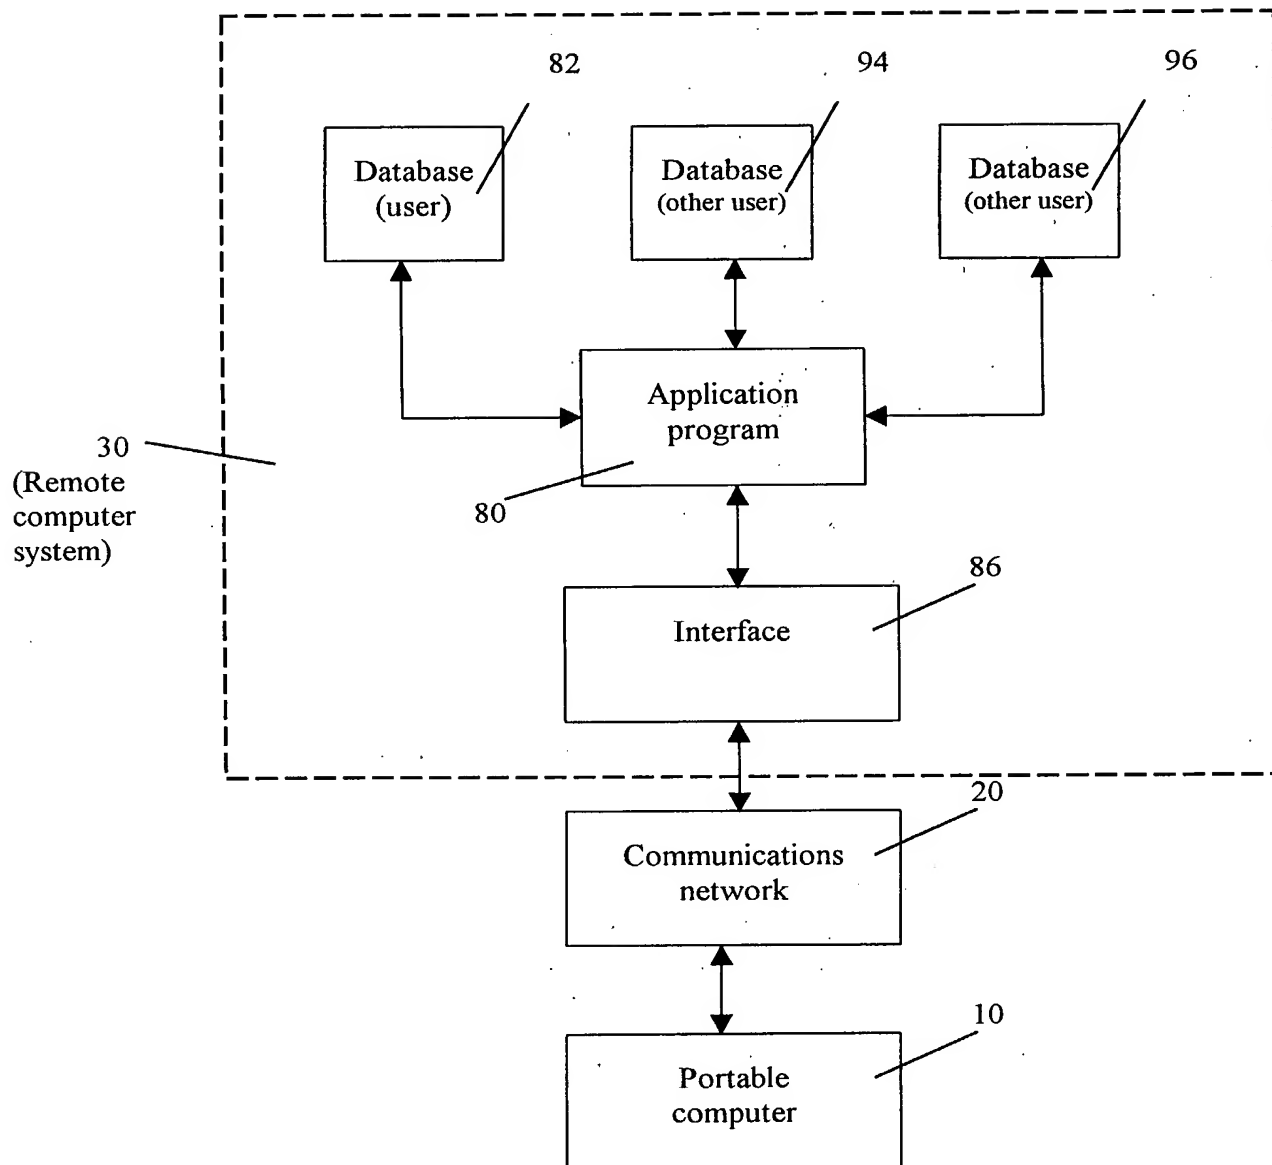 82
94
96
Database
(user)
Database
(other user)
Database
(other user)
Application
program
30
(Remote
computer
system)
80
86
Interface
20
Communications
network
10
Portable
computer